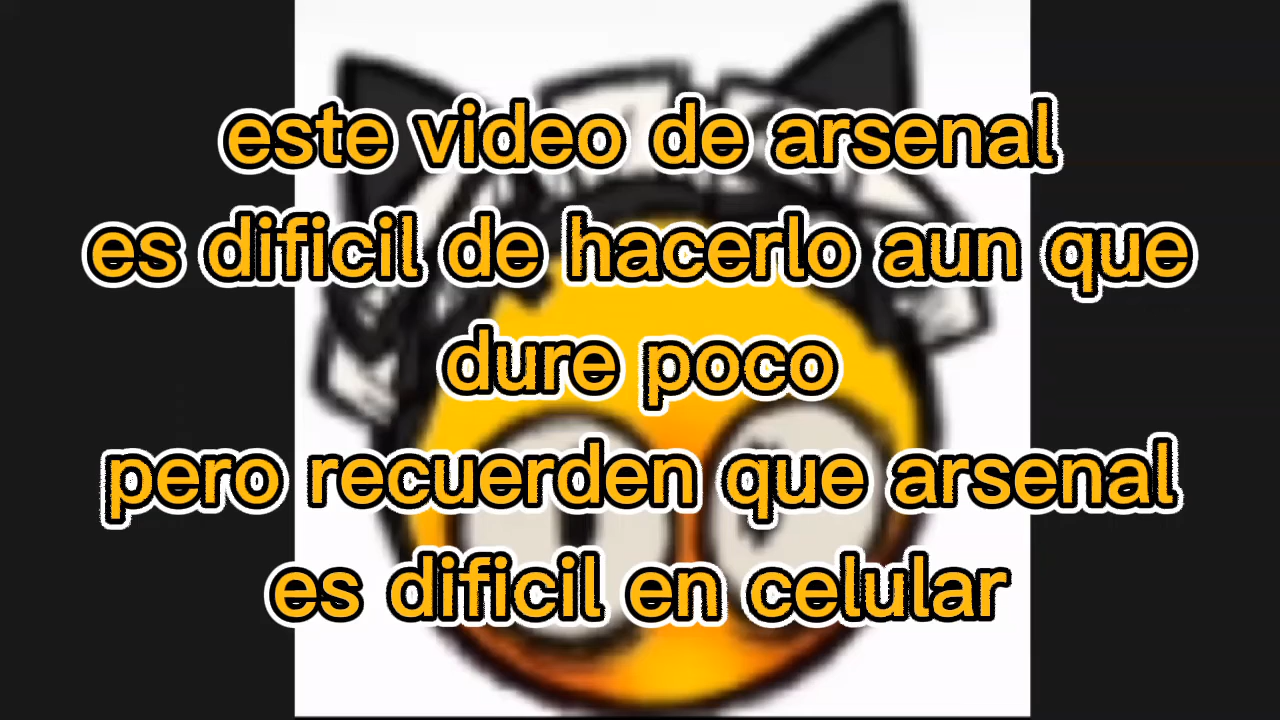 este video de arsenal
es dificil de hacerlo aun que
dure poco
pero recuerden que arsenal
es dificil en celular